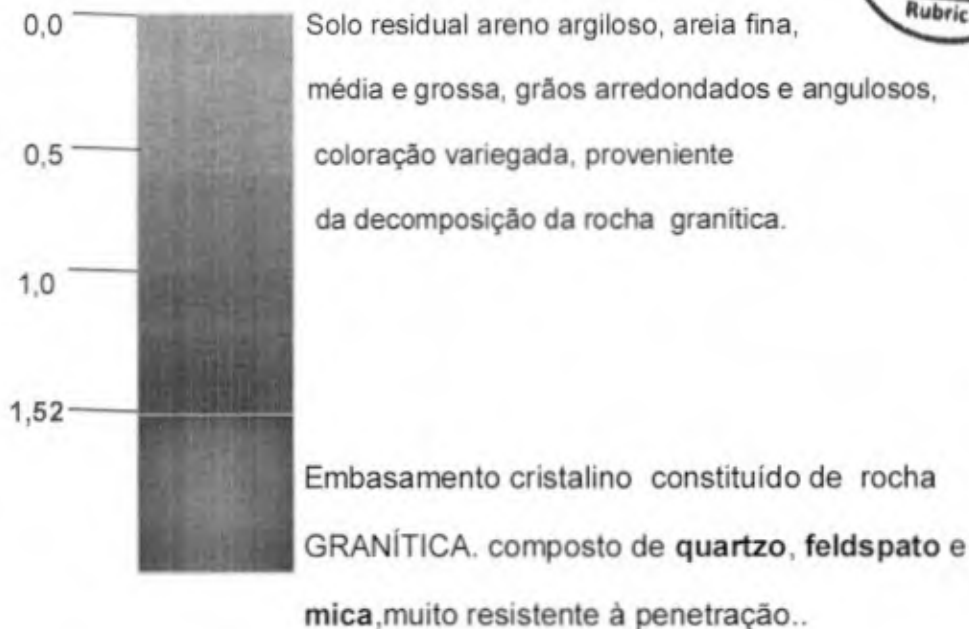 Rubric
0,0
Solo residual areno argiloso, areia fina,
média e grossa, grãos arredondados e angulosos,
0,5
coloração variegada, proveniente
da decomposição da rocha granítica.
1,0
1,52
Embasamento cristalino constituído de rocha
GRANÍTICA. composto de quartzo, feldspato e
mica,muito resistente à penetração..